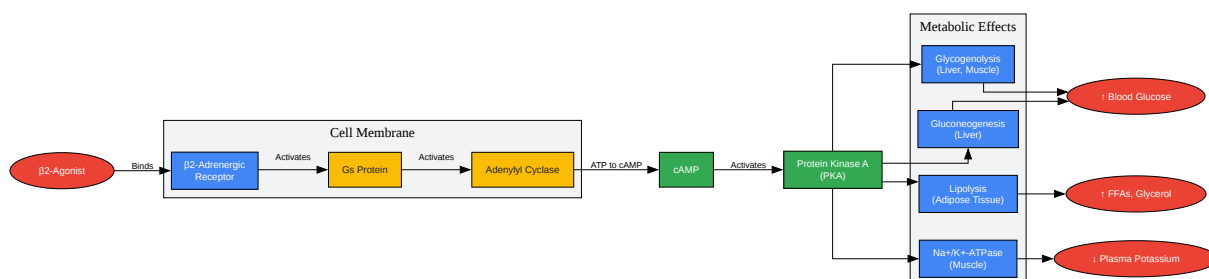 Metabolic Effects
Glycogenolysis
(Liver, Muscle)
↑ Blood Glucose
Gluconeogenesis
(Liver)
Cell Membrane
β2-Agonist
Binds
β2-Adrenergic
Receptor
Activates
Gs Protein
Activates
Adenylyl Cyclase
ATP to cAMP
cAMP
Activates
Protein Kinase A
(PKA)
Lipolysis
(Adipose Tissue)
↑ FFAs, Glycerol
Na+/K+-ATPase
(Muscle)
↓ Plasma Potassium